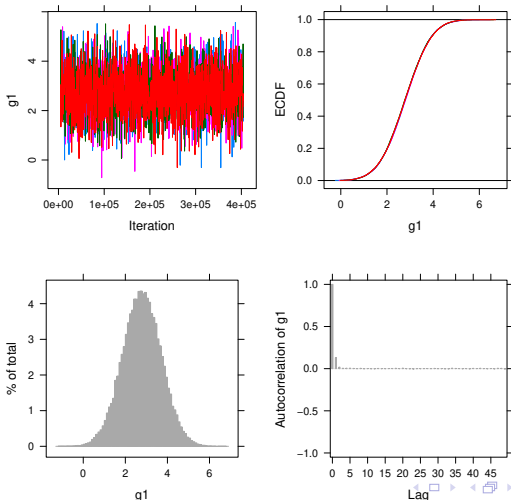 4
2
0
g1
0e+00 1e+05 2e+05 3e+05 4e+05
Iteration
1.0
0.8
0.6
0.4
0.2
0.0
ECDF
0 2 4 6
g1
4
3
2
1
0
% of total
0 2 4 6
g1
1.0
0.5
0.0
−0.5
−1.0
Autocorrelation of g1
0 5 10 15 20 25 30 35 40 45
Lag